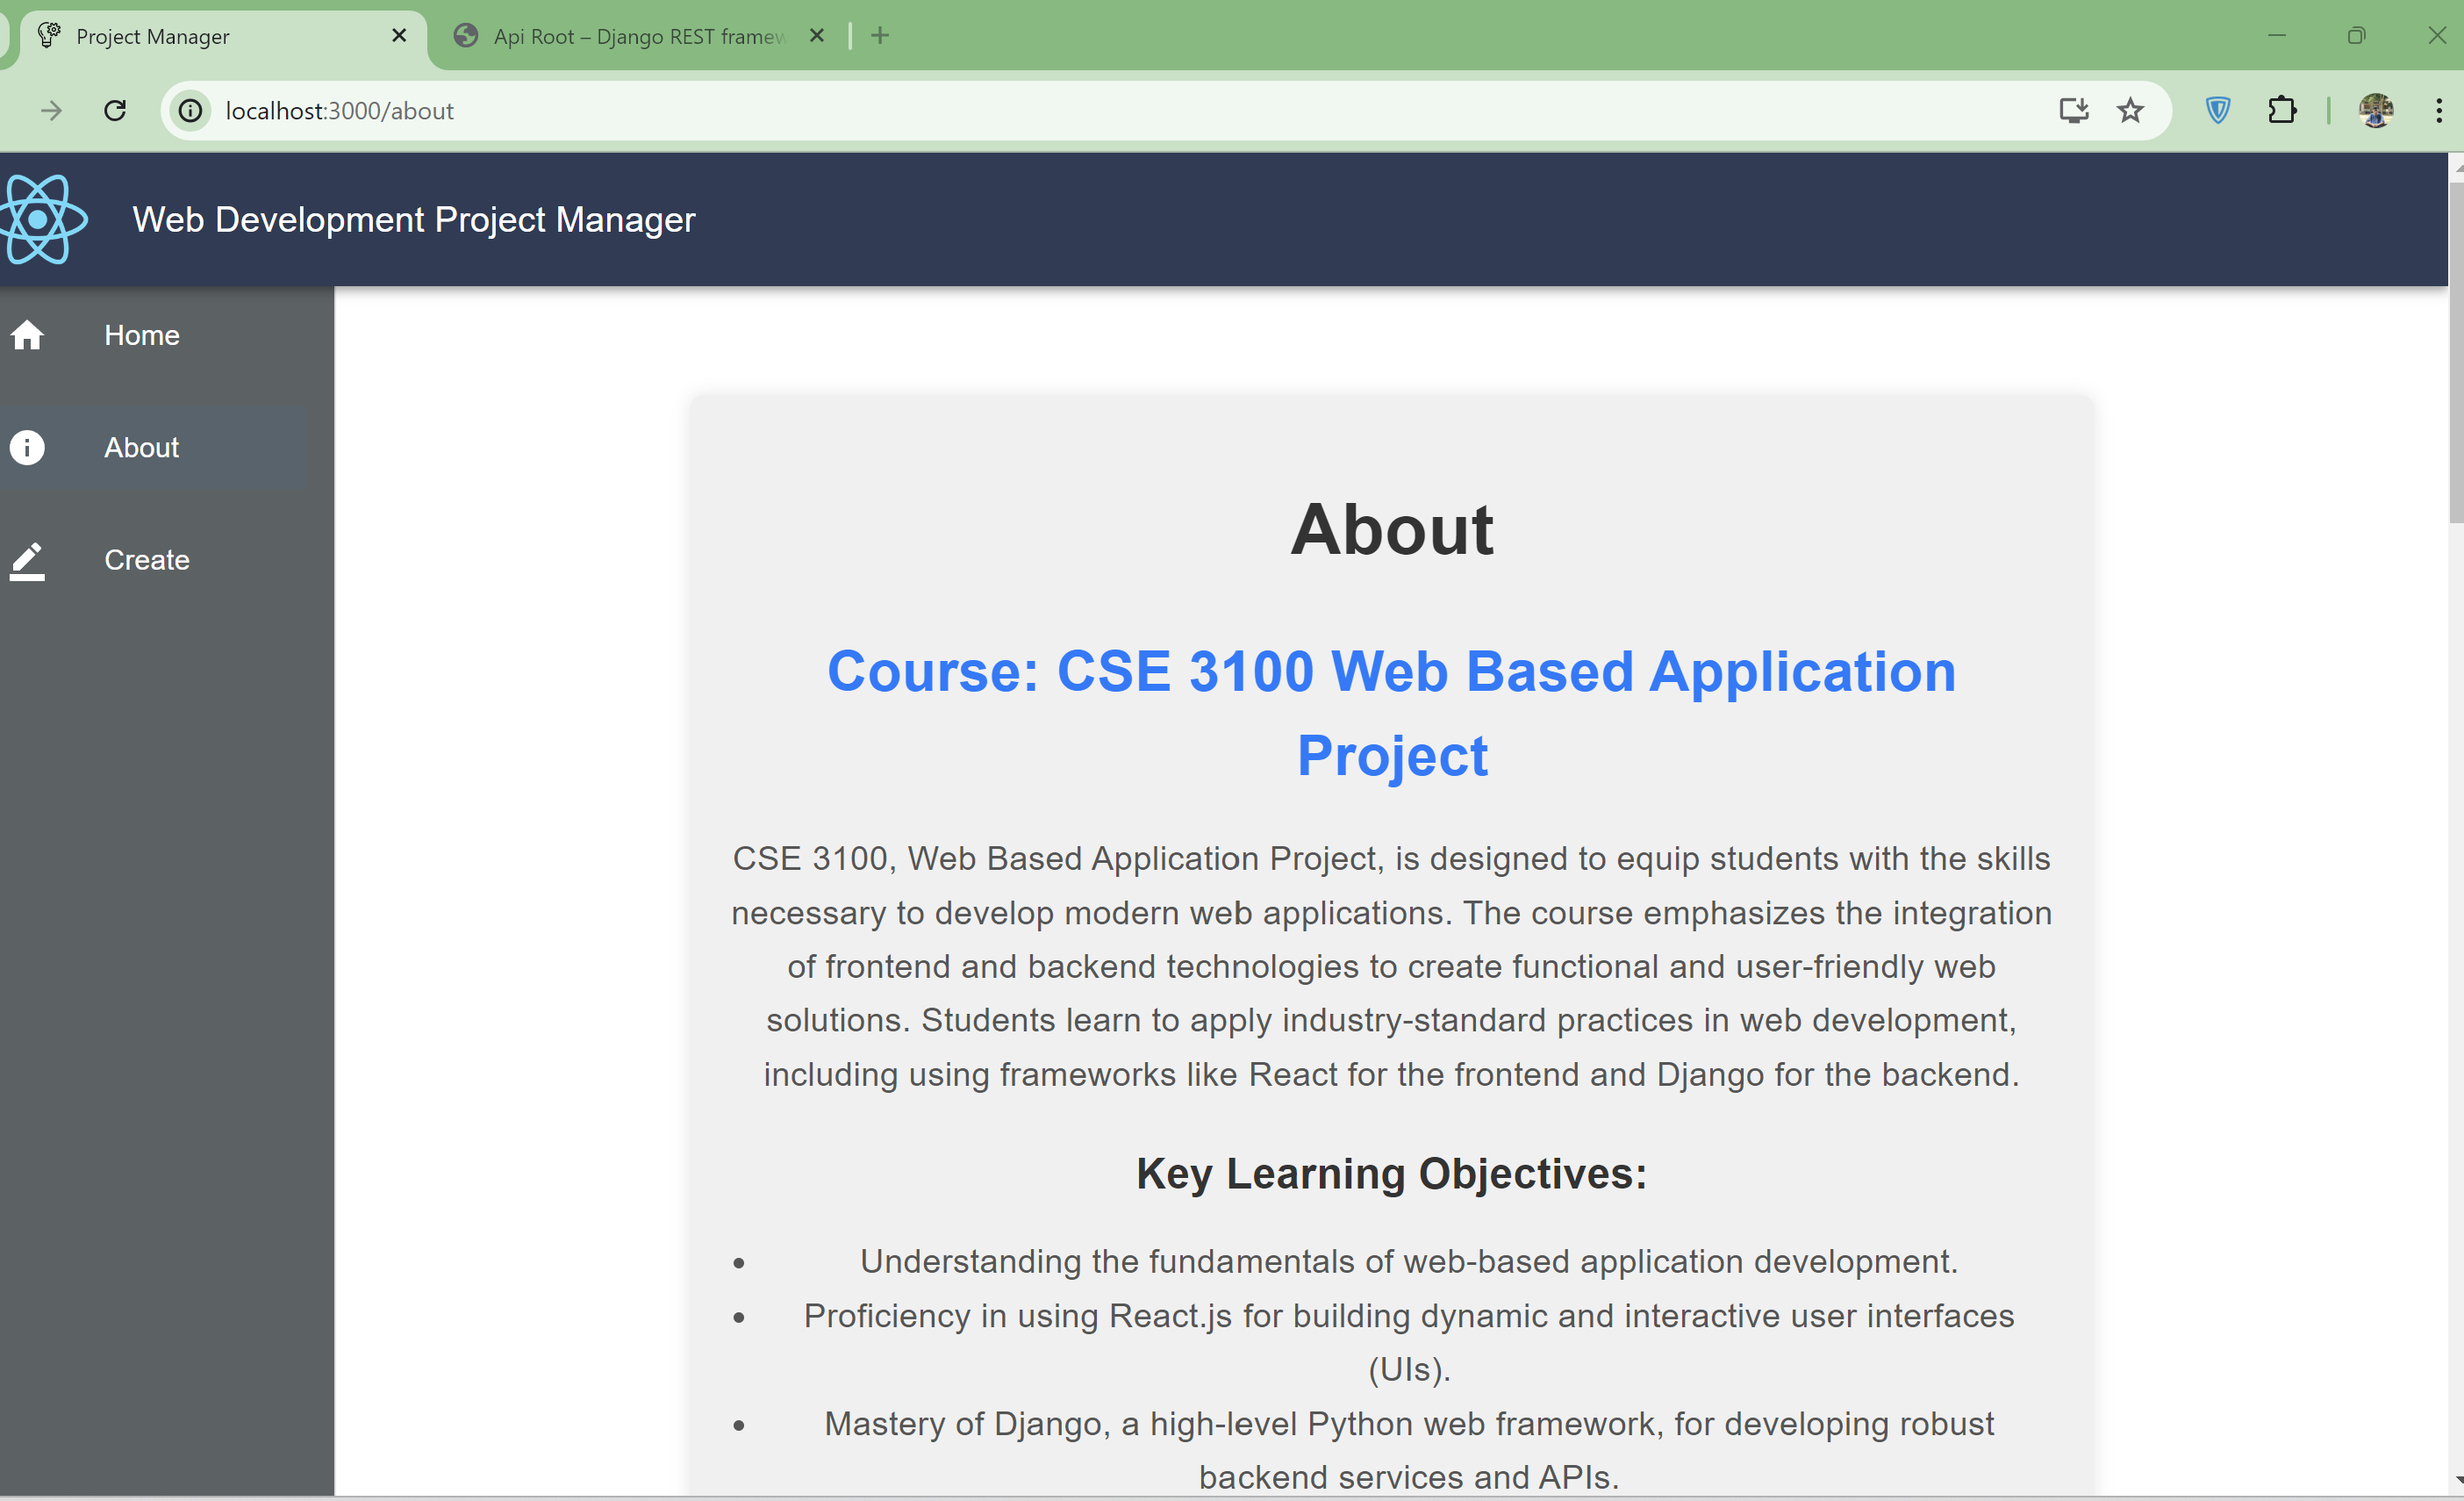 Project Manager
Api Root – Django REST framew
localhost:3000/about
Web Development Project Manager
Home
About
Create
About
Course: CSE 3100 Web Based Application
Project
CSE 3100, Web Based Application Project, is designed to equip students with the skills
necessary to develop modern web applications. The course emphasizes the integration
of frontend and backend technologies to create functional and user-friendly web
solutions. Students learn to apply industry-standard practices in web development,
including using frameworks like React for the frontend and Django for the backend.
Key Learning Objectives:
• Understanding the fundamentals of web-based application development.
• Proficiency in using React.js for building dynamic and interactive user interfaces
(UIs).
• Mastery of Django, a high-level Python web framework, for developing robust
backend services and APIs.